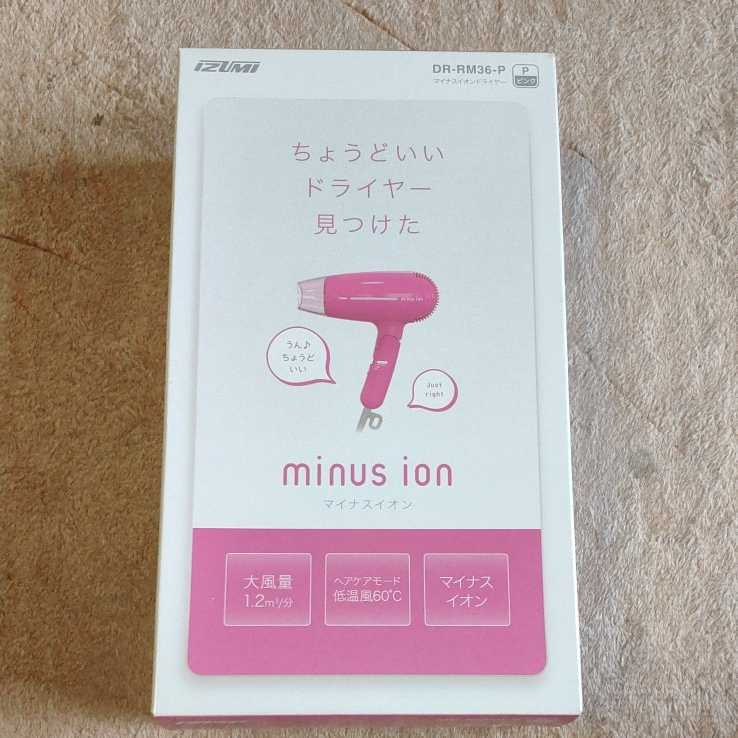 IZUMI
DR-RM36-P
マイナスイオンドライヤー
P
ピンク
ちょうどいい
ドライヤー
見つけた
minus ion
うん♪
ちょうど
いい
Just
right
minus ion
マイナスイオン
大風量
1.2m³/分
ヘアケアモード
低温風60℃
マイナス
イオン